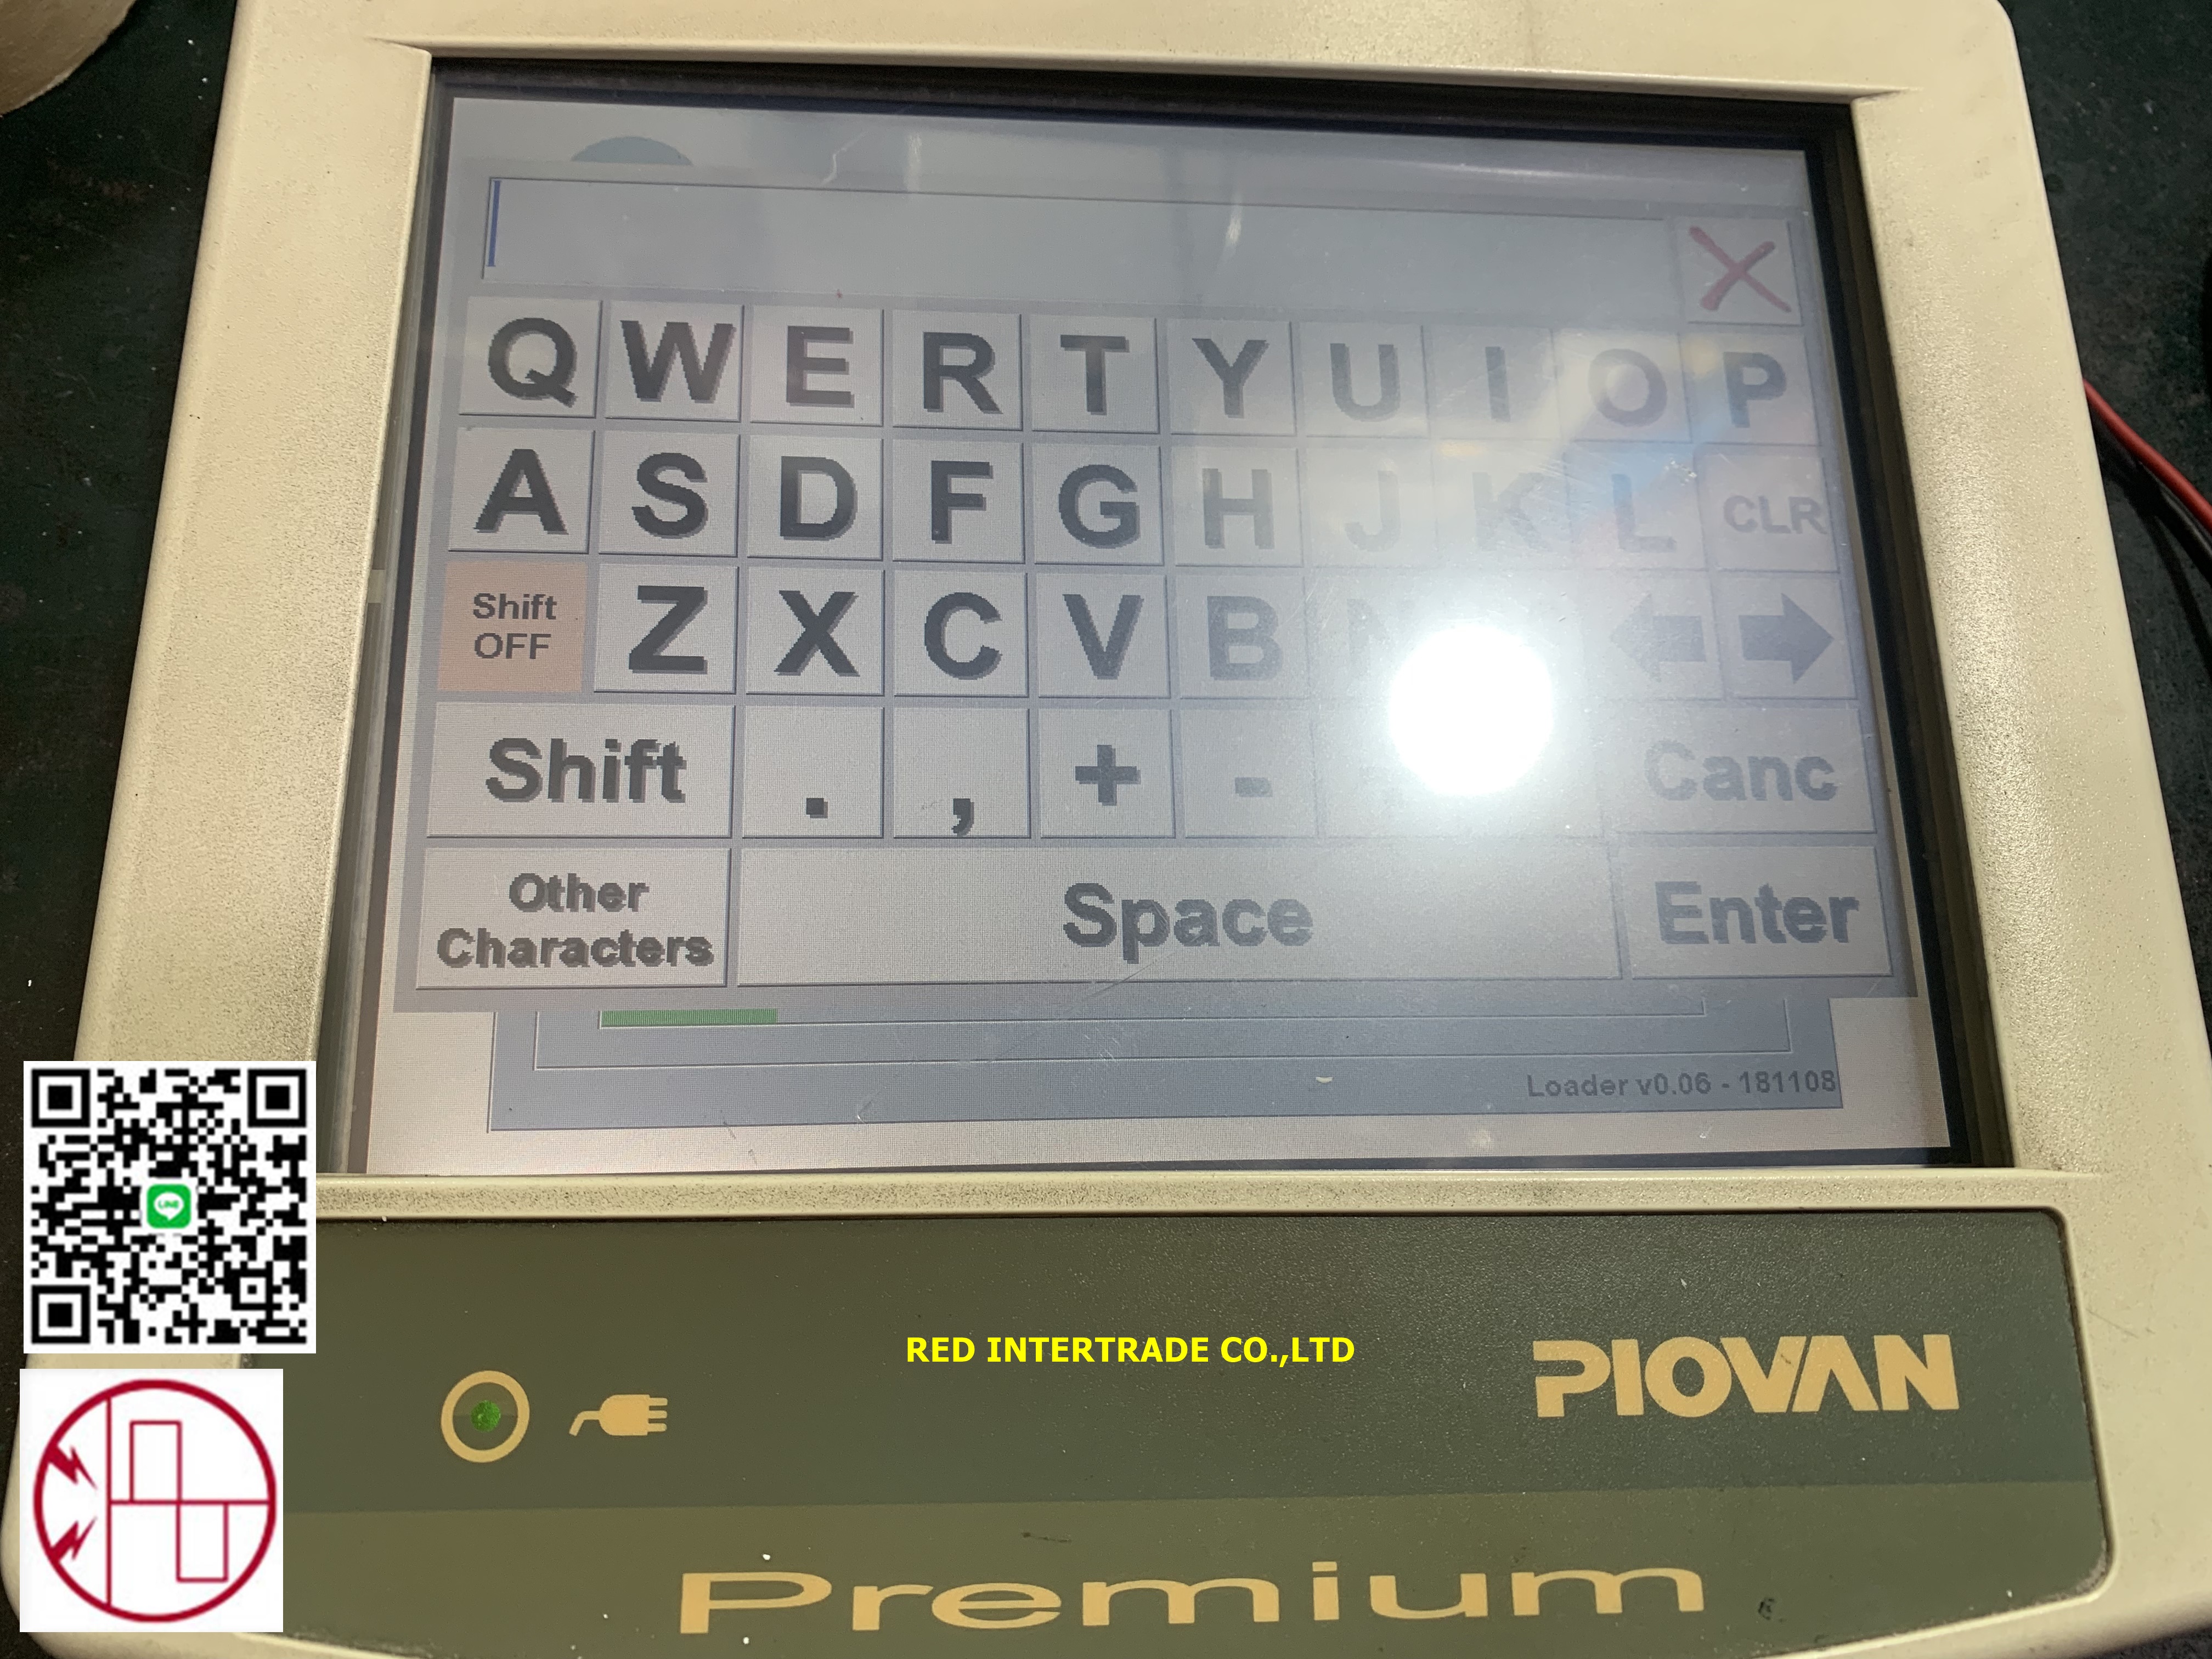 Q W E R T Y U I O P
A S D F G H J K L CLR
Shift
OFF
Z X C V B N
Shift . , + - Canc
Other
Characters
Space
Enter
Loader v0.06 - 181108
LINE
RED INTERTRADE CO.,LTD
PIOVAN
Premium